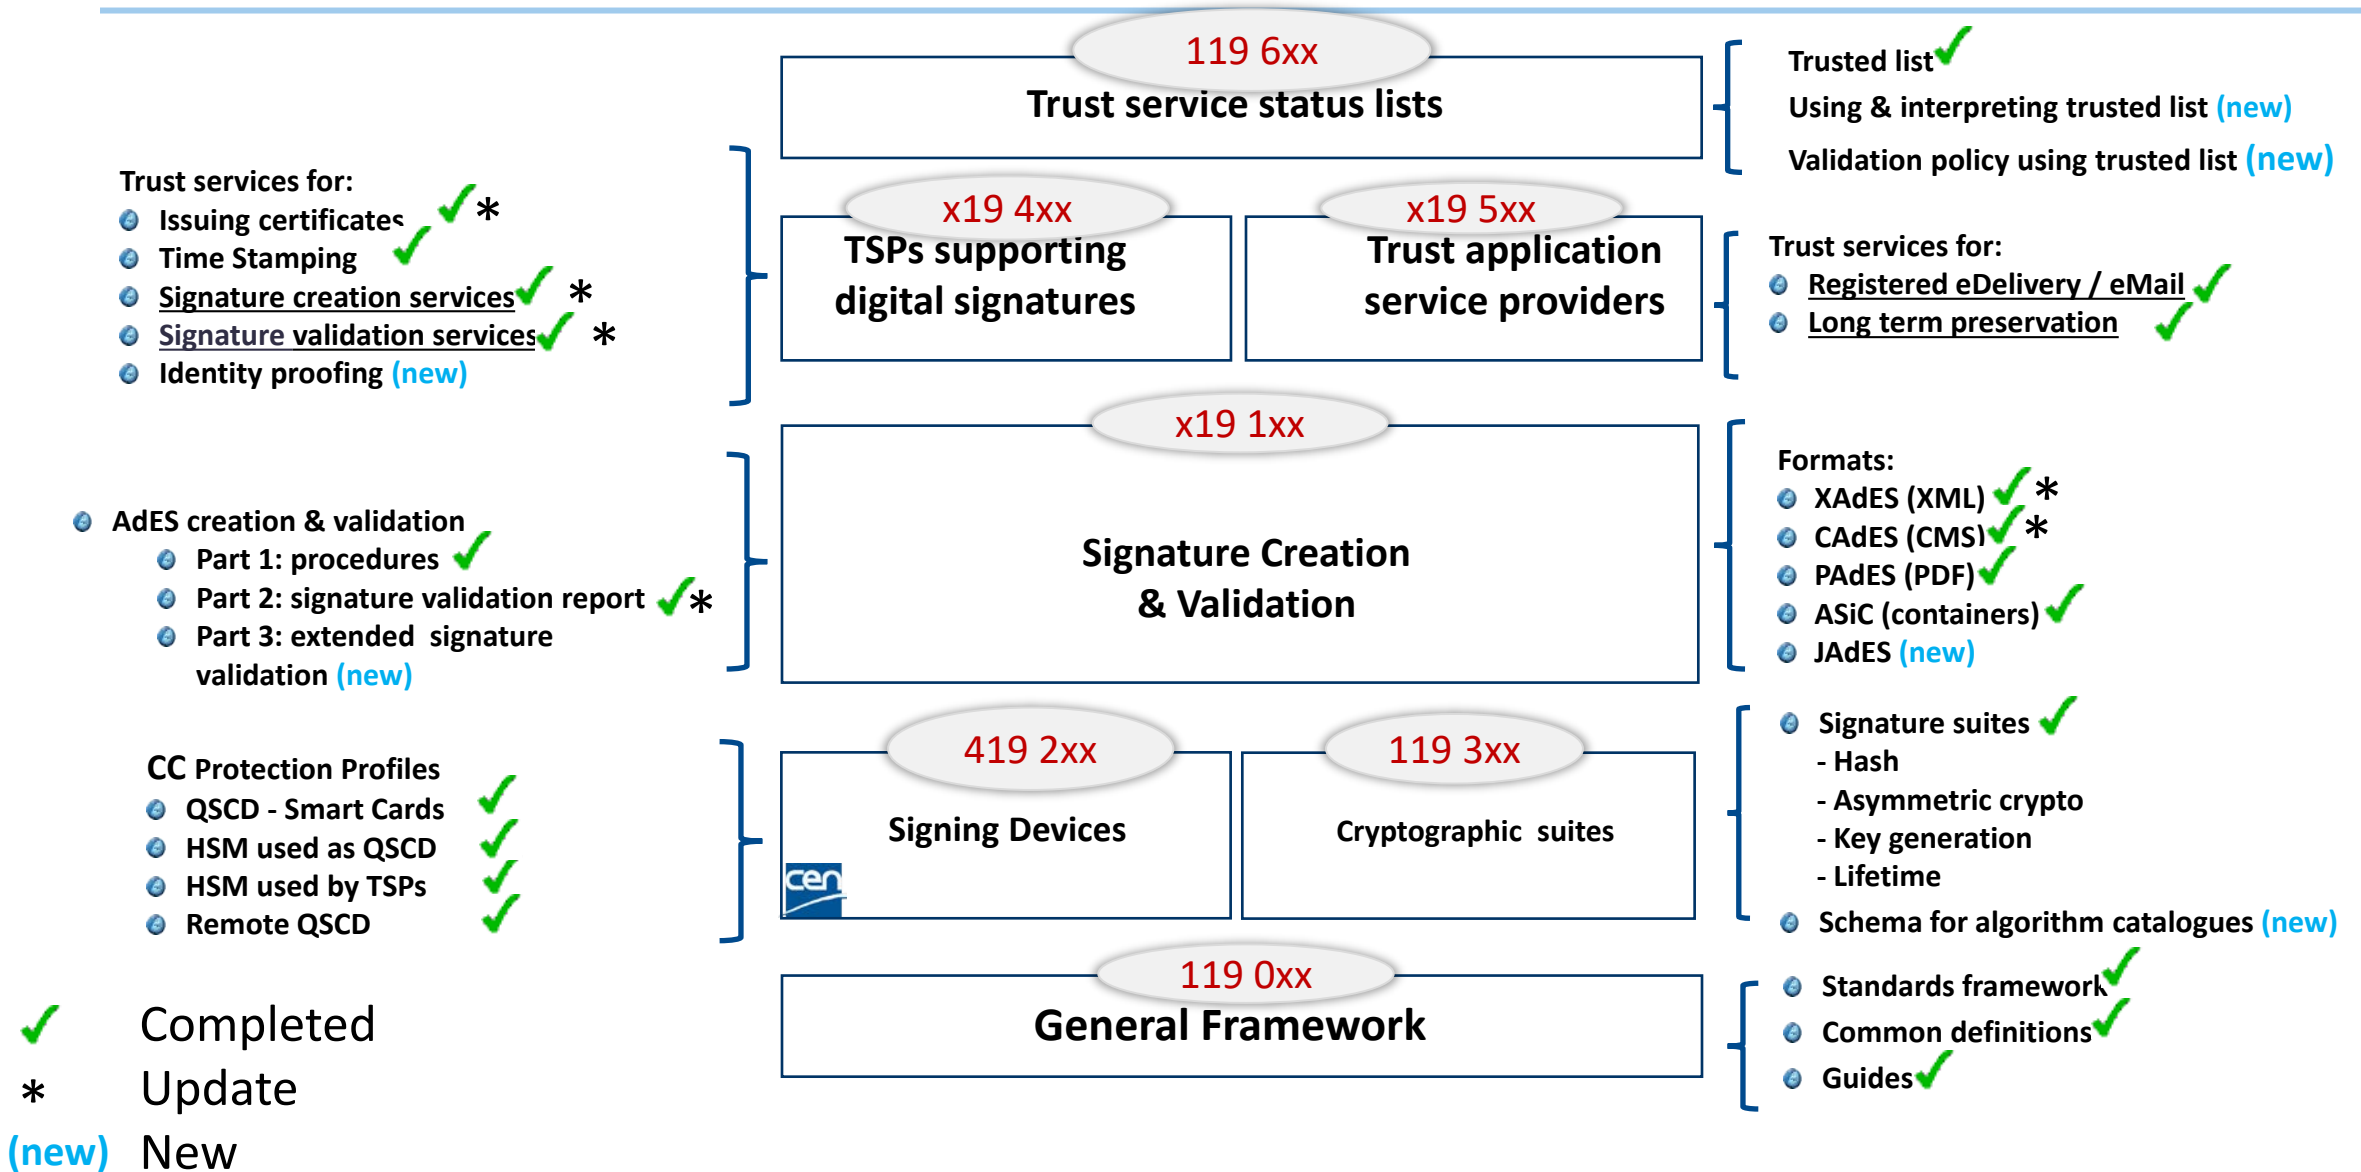 119 6xx
Trust service status lists
Trusted list
Using & interpreting trusted list (new)
Validation policy using trusted list (new)
Trust services for:
Issuing certificates *
Time Stamping
Signature creation services *
Signature validation services *
Identity proofing (new)
x19 4xx
TSPs supporting
digital signatures
x19 5xx
Trust application
service providers
Trust services for:
Registered eDelivery / eMail
Long term preservation
x19 1xx
Signature Creation
& Validation
AdES creation & validation
Part 1: procedures
Part 2: signature validation report *
Part 3: extended signature
validation (new)
Formats:
XAdES (XML) *
CAdES (CMS) *
PAdES (PDF)
ASiC (containers)
JAdES (new)
CC Protection Profiles
QSCD - Smart Cards
HSM used as QSCD
HSM used by TSPs
Remote QSCD
419 2xx
Signing Devices
cen
119 3xx
Cryptographic suites
Signature suites
- Hash
- Asymmetric crypto
- Key generation
- Lifetime
Schema for algorithm catalogues (new)
119 0xx
General Framework
Standards framework
Common definitions
Guides
Completed
* Update
(new) New